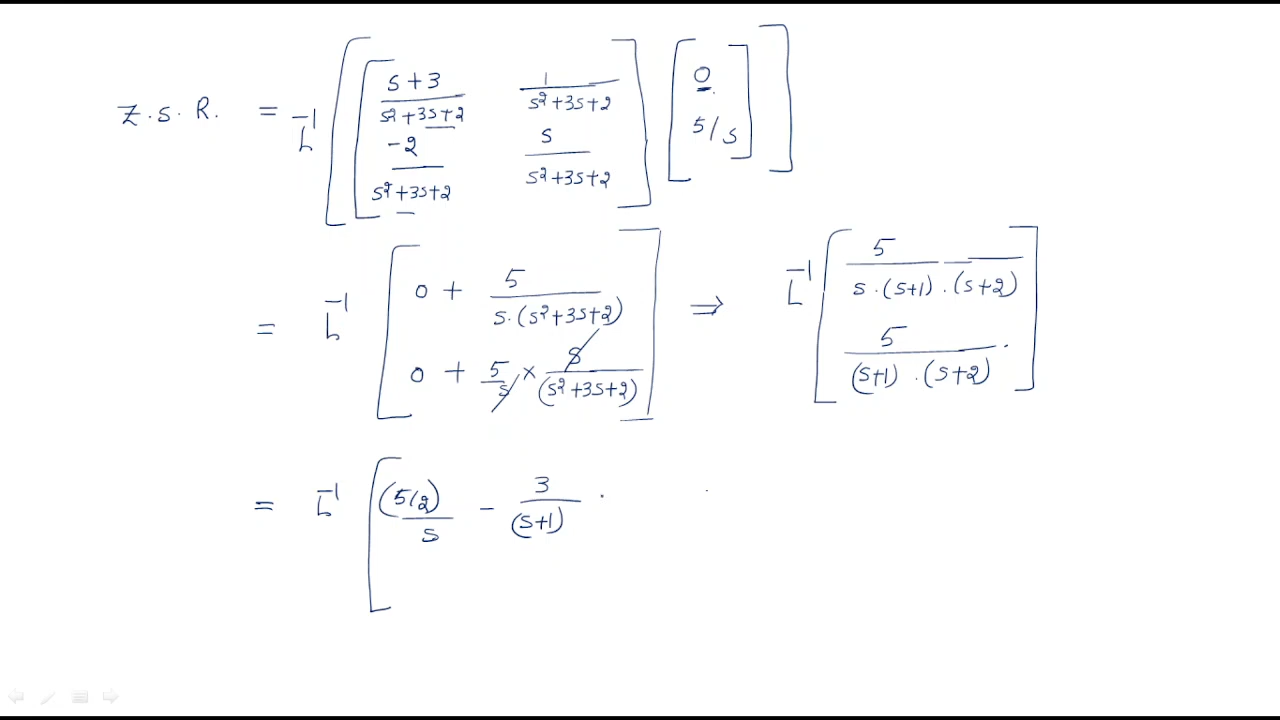 Z.S.R. = L⁻¹ [ [ s+3/(s²+3s+2) 1/(s²+3s+2)
-2/(s²+3s+2) s/(s²+3s+2) ] [ 0
5/s ] ]
= L⁻¹ [ 0 + 5/(s.(s²+3s+2))
0 + 5/s × s/(s²+3s+2) ] ⇒ L⁻¹ [ 5/(s.(s+1).(s+2))
5/((s+1).(s+2)) ]
= L⁻¹ [ (5/2)/s - 3/(s+1)